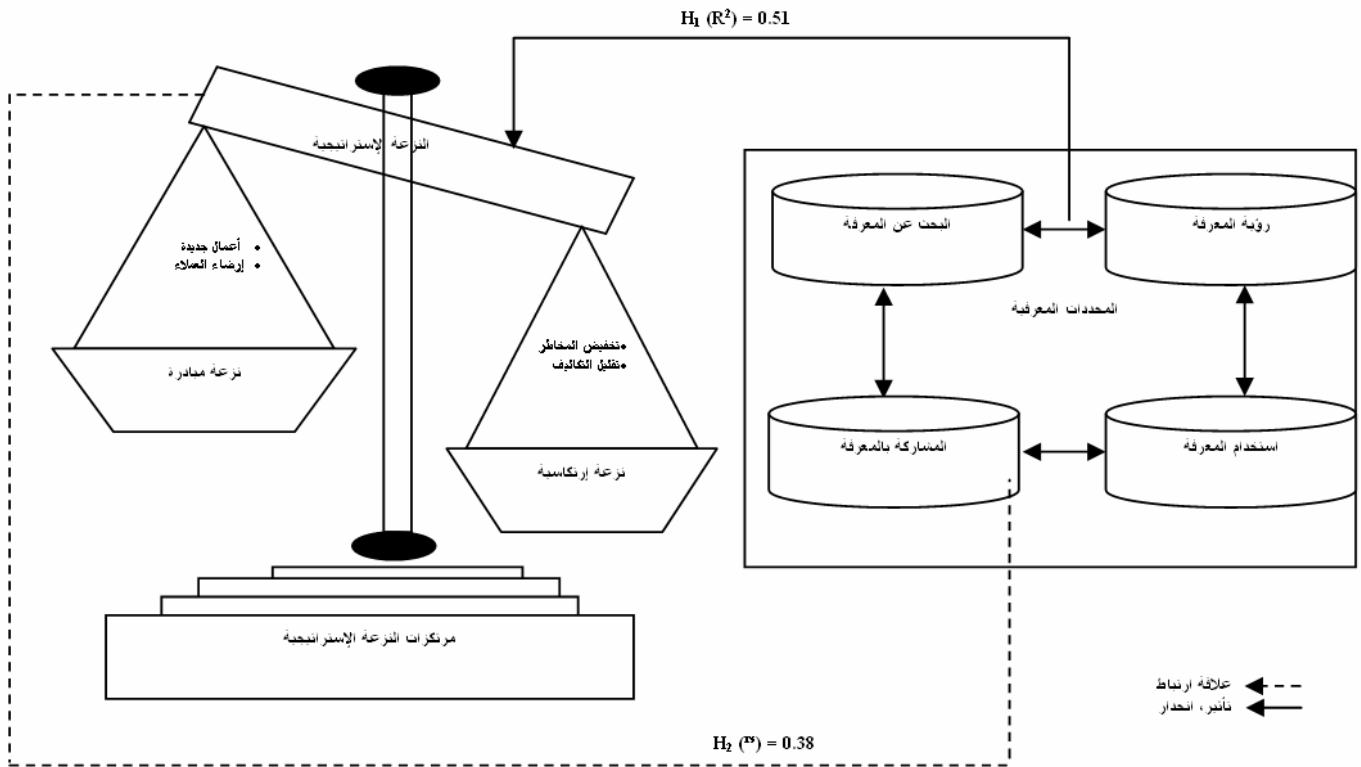 H₁ (R²) = 0.51
النزعة الإستراتيجية
• أعمال جديدة
• إرضاء العملاء
نزعة مبادرة
•تخفيض المخاطر
•تقليل التكاليف
نزعة إرتكاسية
مرتكزات النزعة الإستراتيجية
رؤية المعرفة
البحث عن المعرفة
المحددات المعرفية
استخدام المعرفة
المشاركة بالمعرفة
علاقة ارتباط
تأثير، انحدار
H₂ (ʳˢ) = 0.38